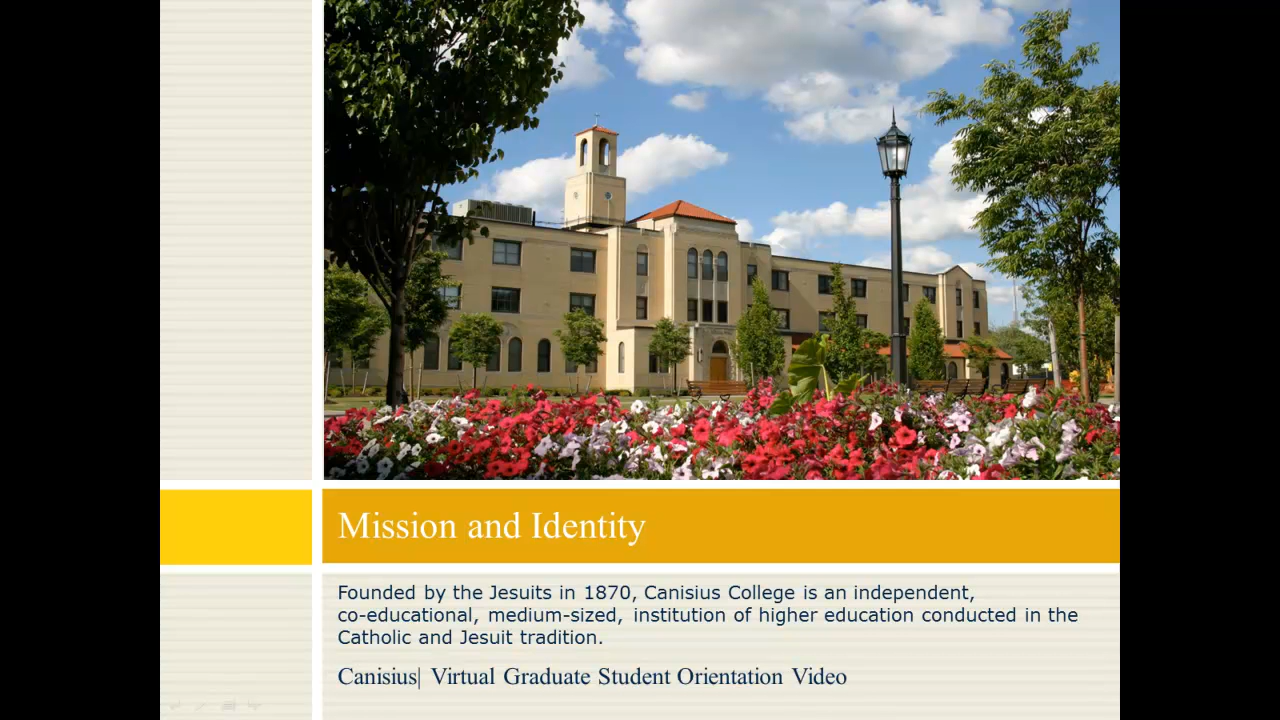 Mission and Identity
Founded by the Jesuits in 1870, Canisius College is an independent,
co-educational, medium-sized, institution of higher education conducted in the
Catholic and Jesuit tradition.
Canisius| Virtual Graduate Student Orientation Video